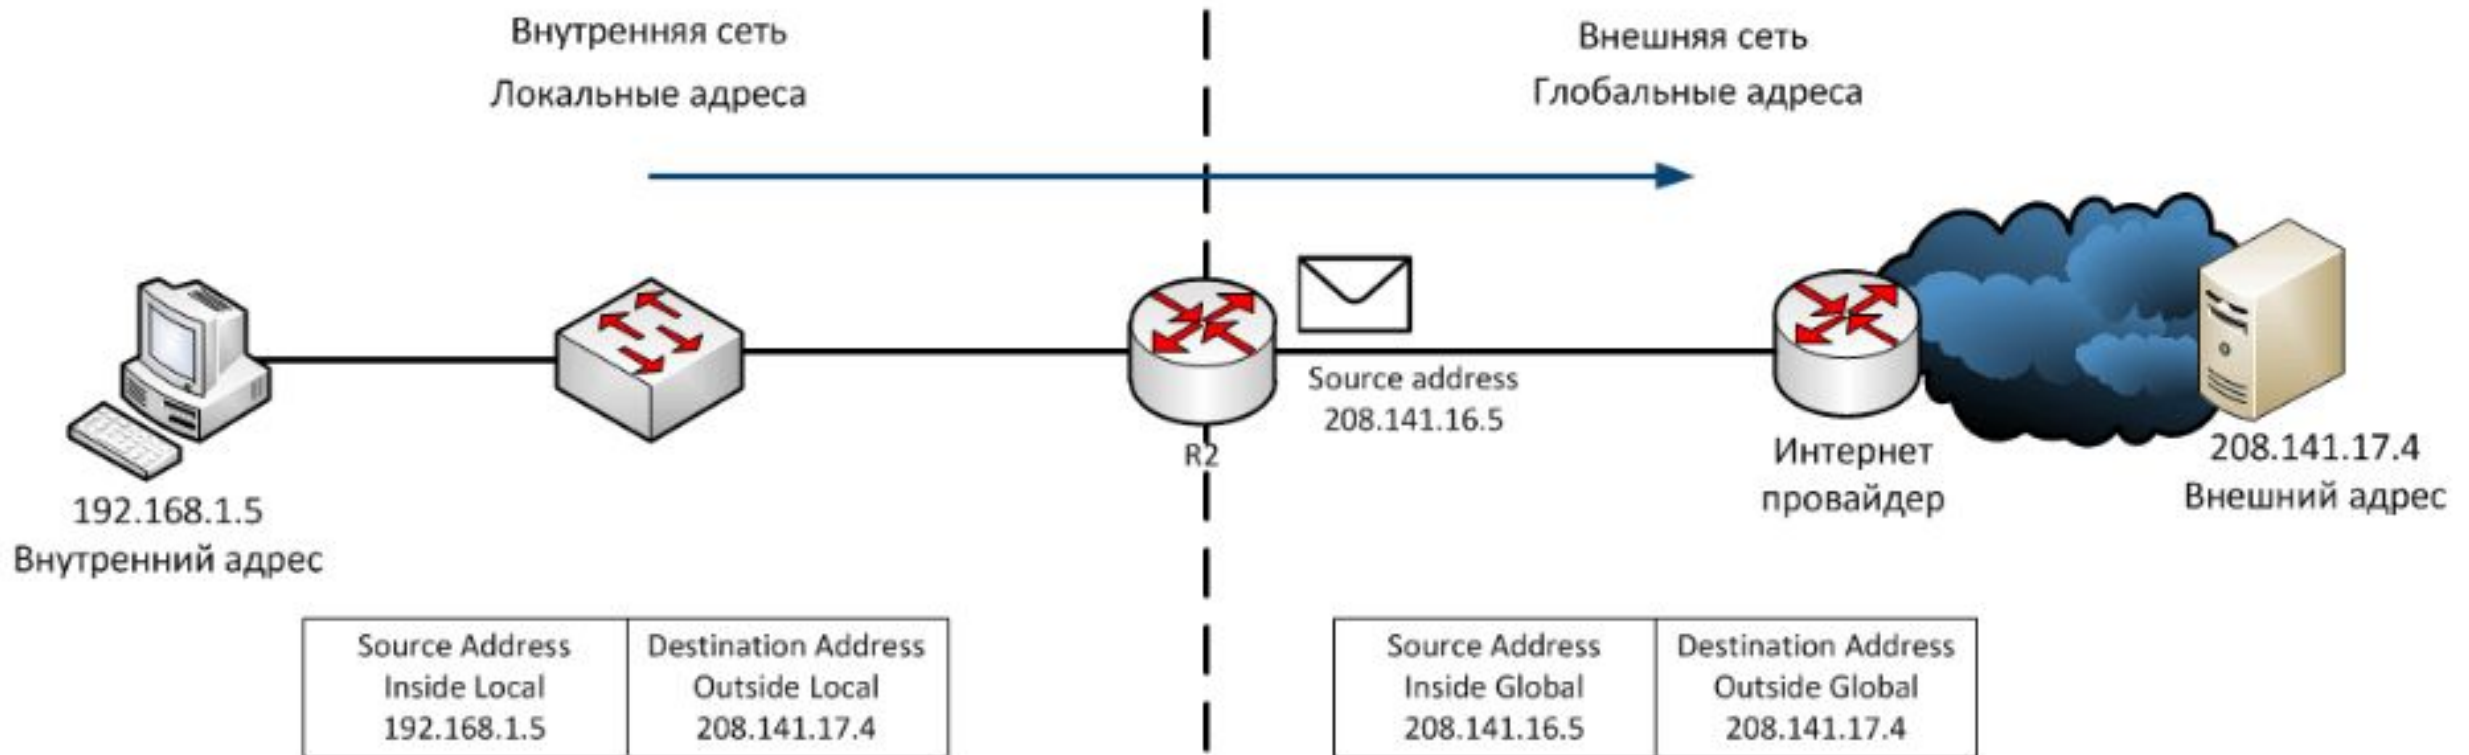 Внутренняя сеть
Локальные адреса
Внешняя сеть
Глобальные адреса
Source address
208.141.16.5
R2
Интернет
провайдер
208.141.17.4
Внешний адрес
192.168.1.5
Внутренний адрес
Source Address
Inside Local
192.168.1.5
Destination Address
Outside Local
208.141.17.4
Source Address
Inside Global
208.141.16.5
Destination Address
Outside Global
208.141.17.4